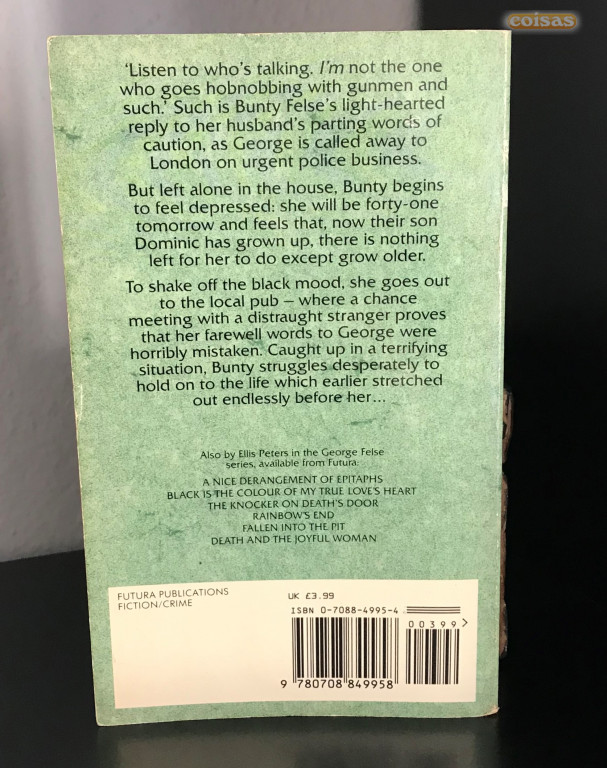 coisas
‘Listen to who’s talking. I’m not the one
who goes hobnobbing with gunmen and
such.’ Such is Bunty Felse’s light-hearted
reply to her husband’s parting words of
caution, as George is called away to
London on urgent police business.
But left alone in the house, Bunty begins
to feel depressed: she will be forty-one
tomorrow and feels that, now their son
Dominic has grown up, there is nothing
left for her to do except grow older.
To shake off the black mood, she goes out
to the local pub – where a chance
meeting with a distraught stranger proves
that her farewell words to George were
horribly mistaken. Caught up in a terrifying
situation, Bunty struggles desperately to
hold on to the life which earlier stretched
out endlessly before her...
Also by Ellis Peters in the George Felse
series, available from Futura:
A NICE DERANGEMENT OF EPITAPHS
BLACK IS THE COLOUR OF MY TRUE LOVE’S HEART
THE KNOCKER ON DEATH’S DOOR
RAINBOW’S END
FALLEN INTO THE PIT
DEATH AND THE JOYFUL WOMAN
FUTURA PUBLICATIONS
FICTION/CRIME
UK £3.99
ISBN 0-7088-4995-4
00399>
9 780708 849958